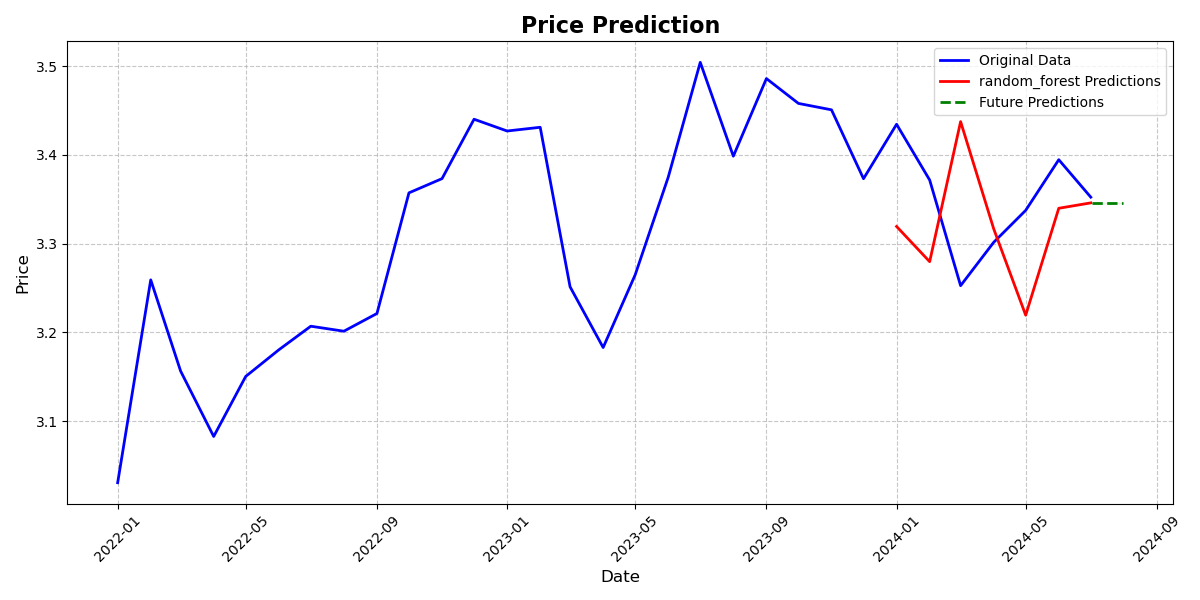 Price Prediction
Original Data
random_forest Predictions
Future Predictions
Price
3.5
3.4
3.3
3.2
3.1
2022-01
2022-05
2022-09
2023-01
2023-05
2023-09
2024-01
2024-05
2024-09
Date